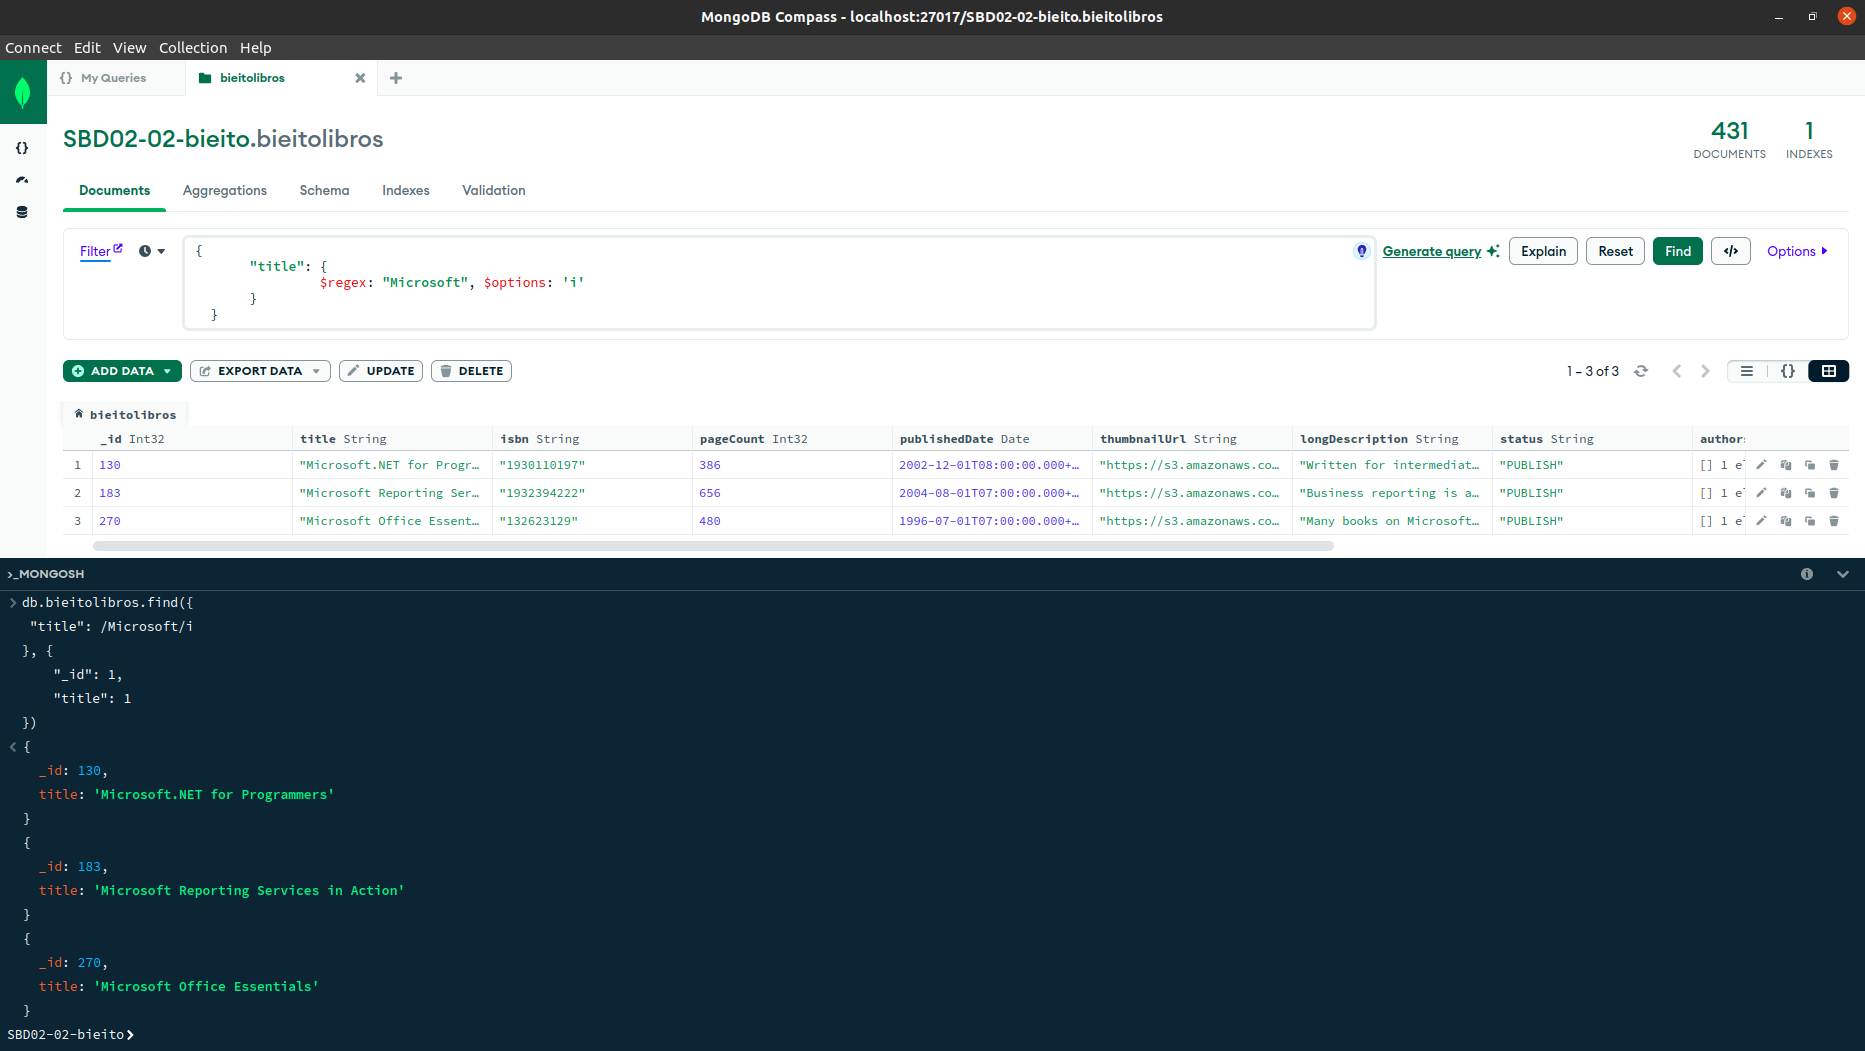 MongoDB Compass - localhost:27017/SBD02-02-bieito.bieitolibros
Connect Edit View Collection Help
{} My Queries bieitolibros
SBD02-02-bieito.bieitolibros
431 DOCUMENTS 1 INDEXES
Documents Aggregations Schema Indexes Validation
Filter
{
"title": {
$regex: "Microsoft", $options: 'i'
}
}
Generate query Explain Reset Find </> Options
ADD DATA EXPORT DATA UPDATE DELETE 1 – 3 of 3 {}
bieitolibros
_id Int32 title String isbn String pageCount Int32 publishedDate Date thumbnailUrl String longDescription String status String author
1 130 "Microsoft.NET for Progr… "1930110197" 386 2002-12-01T08:00:00.000+… "https://s3.amazonaws.co… "Written for intermediat… "PUBLISH" [] 1 e
2 183 "Microsoft Reporting Ser… "1932394222" 656 2004-08-01T07:00:00.000+… "https://s3.amazonaws.co… "Business reporting is a… "PUBLISH" [] 1 e
3 270 "Microsoft Office Essent… "132623129" 480 1996-07-01T07:00:00.000+… "https://s3.amazonaws.co… "Many books on Microsoft… "PUBLISH" [] 1 e
>_MONGOSH
db.bieitolibros.find({
"title": /Microsoft/i
}, {
"_id": 1,
"title": 1
})
{
_id: 130,
title: 'Microsoft.NET for Programmers'
}
{
_id: 183,
title: 'Microsoft Reporting Services in Action'
}
{
_id: 270,
title: 'Microsoft Office Essentials'
}
SBD02-02-bieito>